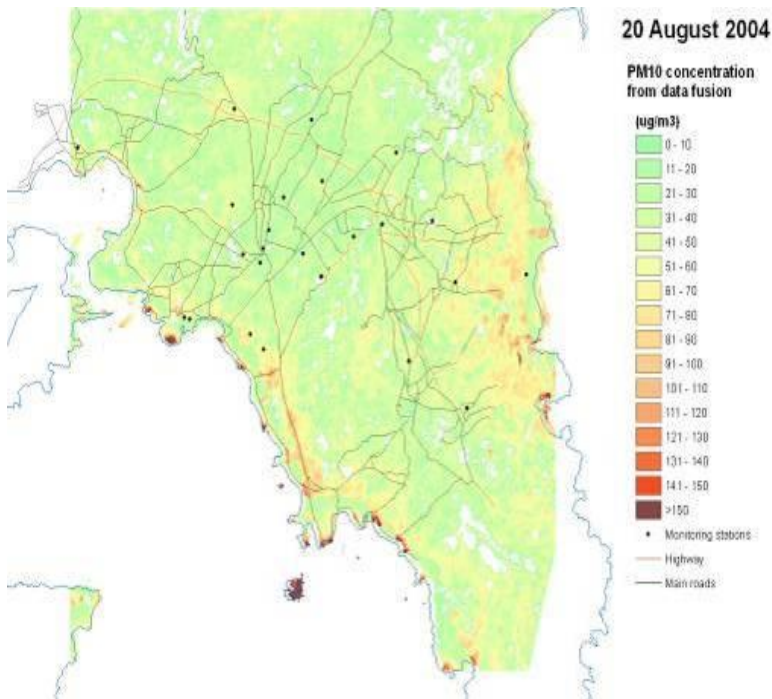 20 August 2004
PM10 concentration
from data fusion
(ug/m3)
0 - 10
11 - 20
21 - 30
31 - 40
41 - 50
51 - 60
61 - 70
71 - 80
81 - 90
91 - 100
101 - 110
111 - 120
121 - 130
131 - 140
141 - 150
>150
Monitoring stations
Highway
Main roads